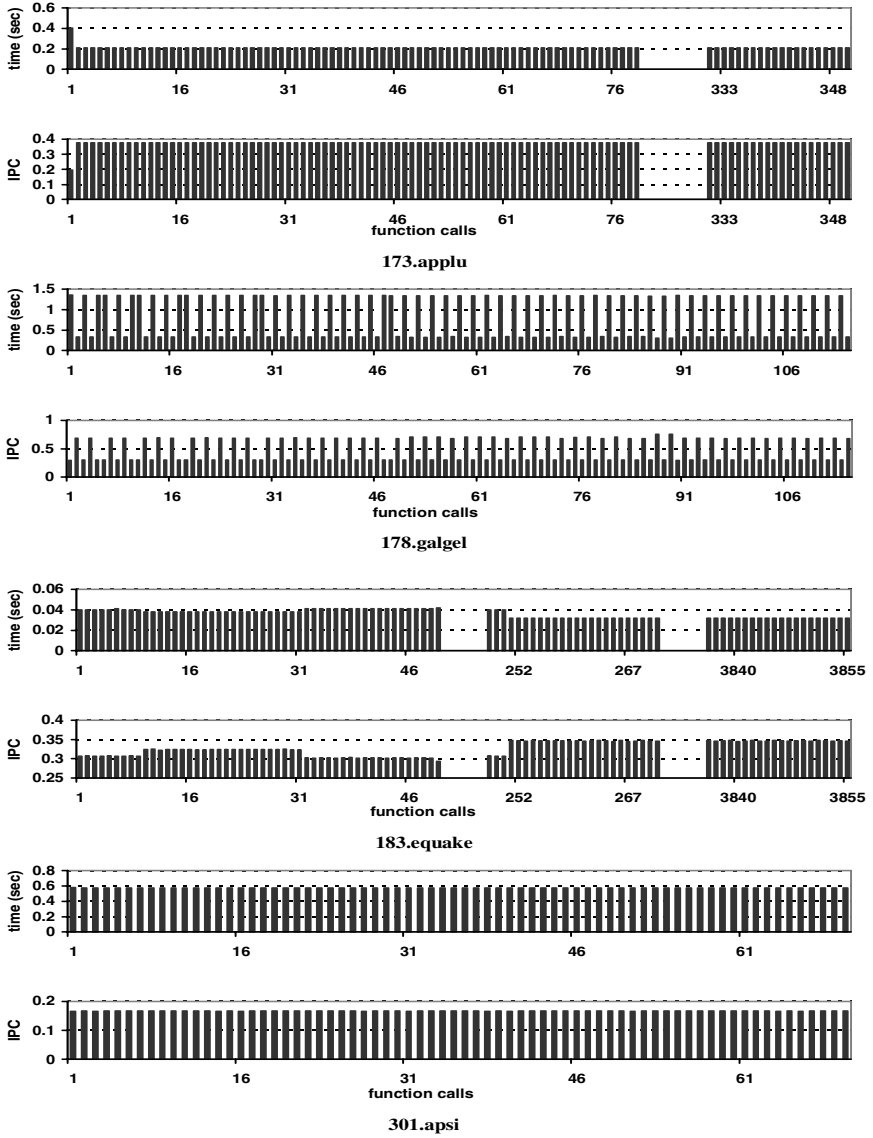 time (sec)
0.6
0.4
0.2
0
1 16 31 46 61 76 333 348
IPC
0.4
0.3
0.2
0.1
0
1 16 31 46 61 76 333 348
function calls
173.applu
time (sec)
1.5
1
0.5
0
1 16 31 46 61 76 91 106
IPC
1
0.5
0
1 16 31 46 61 76 91 106
function calls
178.galgel
time (sec)
0.06
0.04
0.02
0
1 16 31 46 252 267 3840 3855
IPC
0.4
0.35
0.3
0.25
1 16 31 46 252 267 3840 3855
function calls
183.equake
time (sec)
0.8
0.6
0.4
0.2
0
1 16 31 46 61
IPC
0.2
0.1
0
1 16 31 46 61
function calls
301.apsi